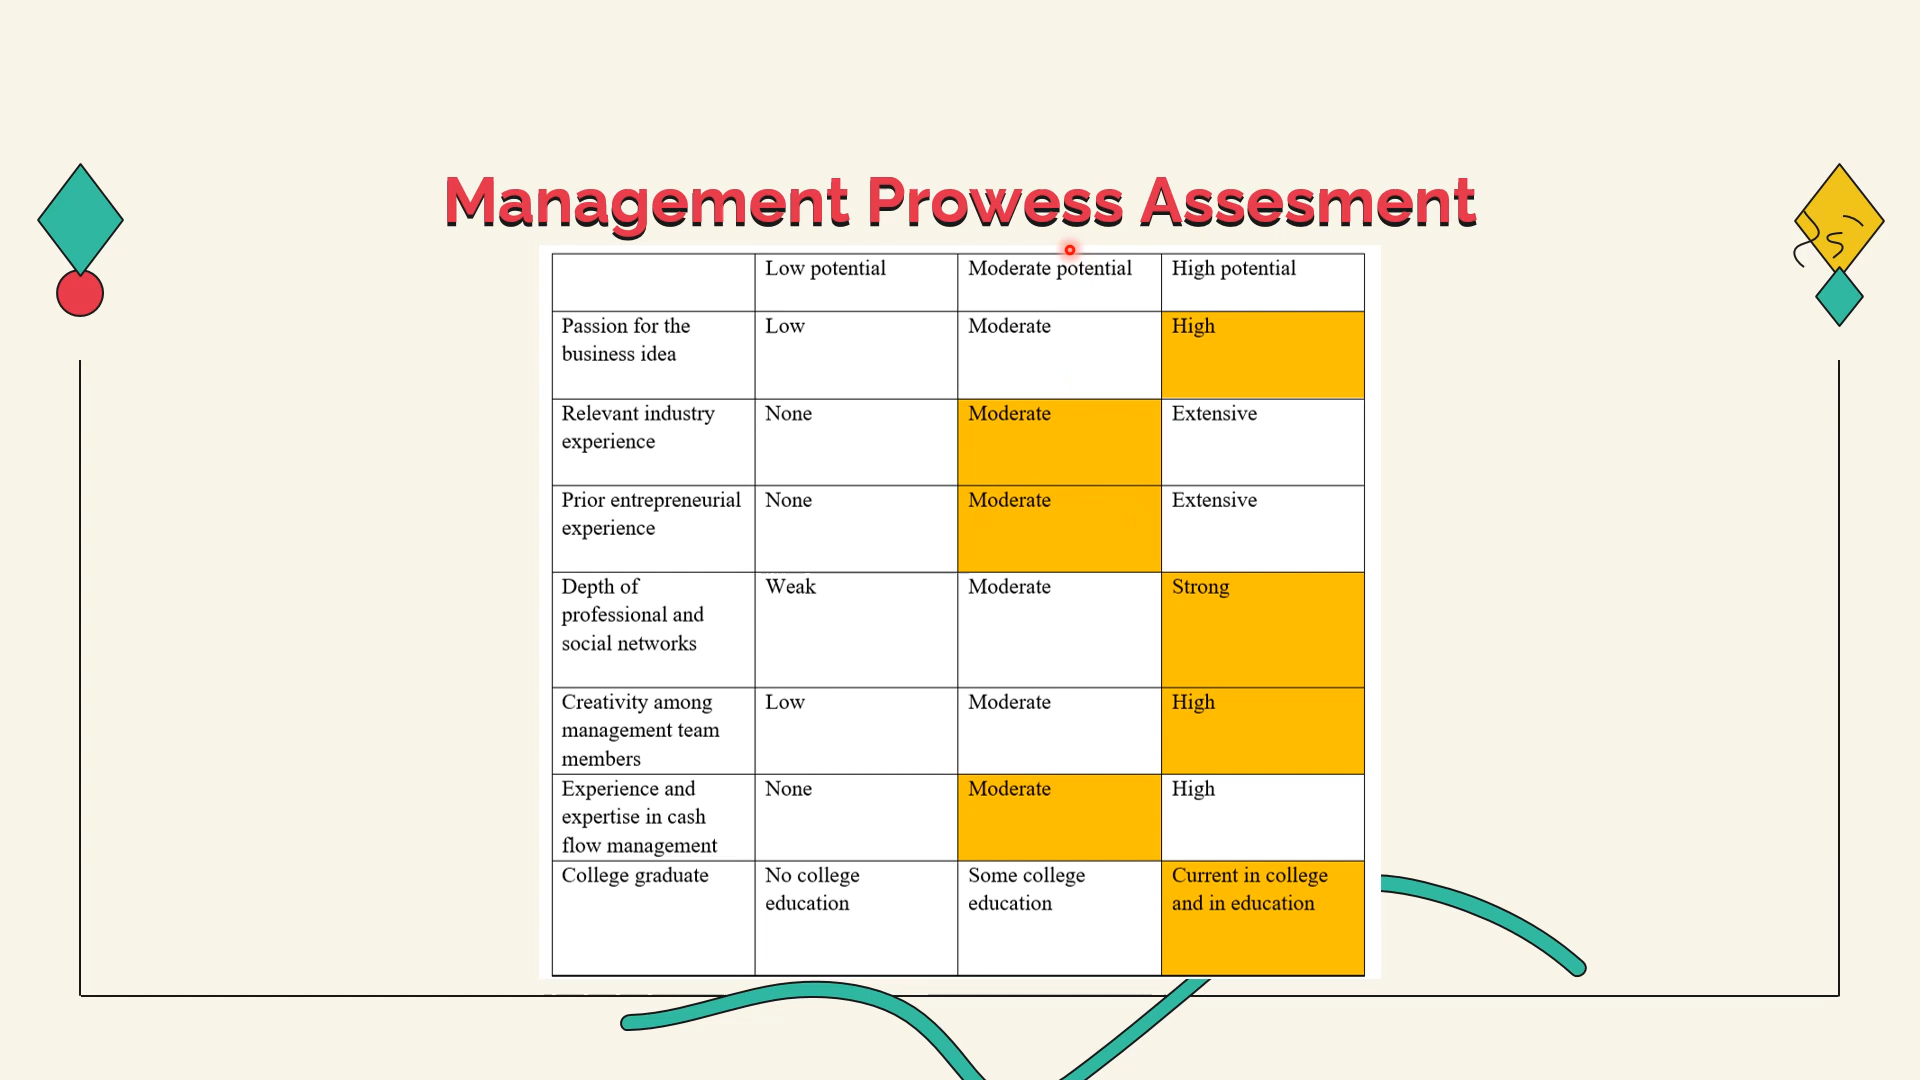 Management Prowess Assesment
Low potential
Moderate potential
High potential
Passion for the
business idea
Low
Moderate
High
Relevant industry
experience
None
Moderate
Extensive
Prior entrepreneurial
experience
None
Moderate
Extensive
Depth of
professional and
social networks
Weak
Moderate
Strong
Creativity among
management team
members
Low
Moderate
High
Experience and
expertise in cash
flow management
None
Moderate
High
College graduate
No college
education
Some college
education
Current in college
and in education